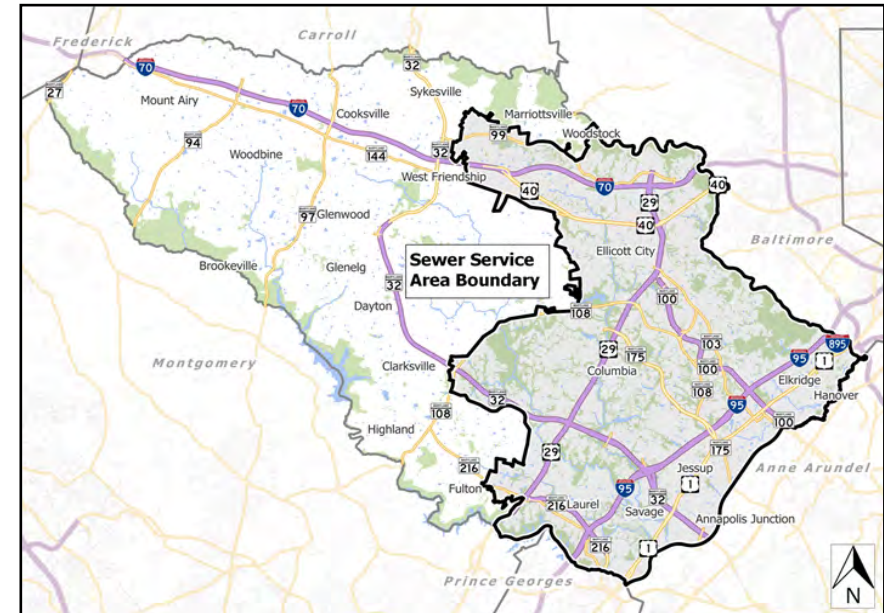 Frederick
Carroll
70
32
27
Mount Airy
Sykesville
Cooksville
70
Marriottsville
Woodstock
99
94
Woodbine
144
32
West Friendship
70
40
40
29
97
Glenwood
40
Ellicott City
Baltimore
Brookeville
Glenelg
Sewer Service
Area Boundary
32
Dayton
100
108
29
175
103
895
95
1
Montgomery
Columbia
100
Clarksville
108
Elkridge
32
95
Hanover
108
100
Highland
29
175
216
Jessup
Anne Arundel
Fulton
95
1
216
Laurel
32
Savage
Annapolis Junction
216
1
Prince Georges
N